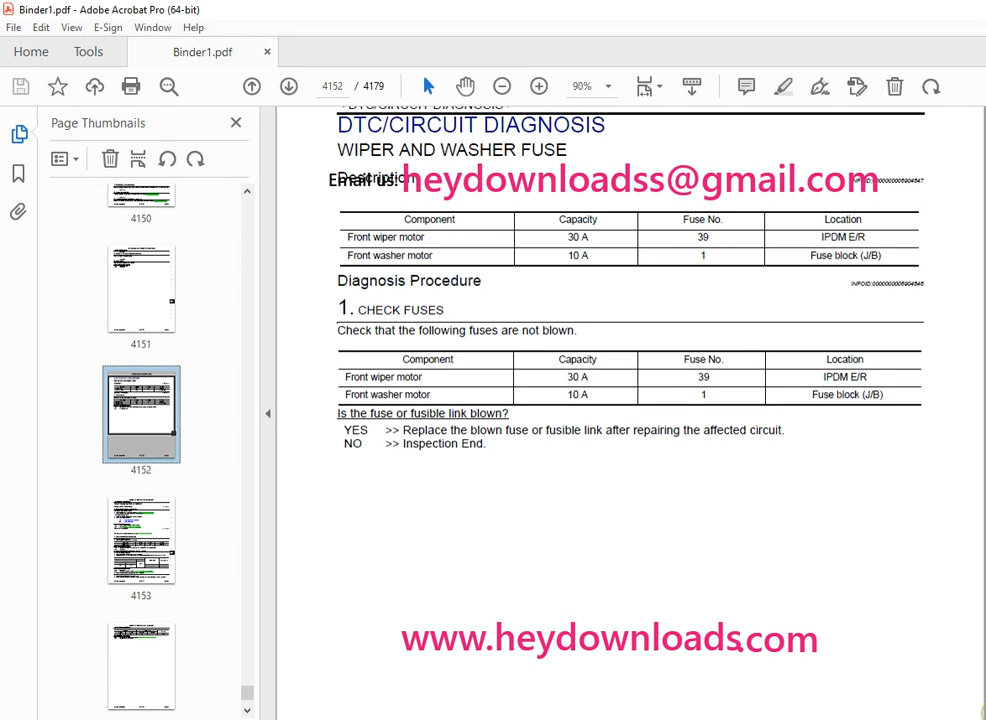 Binder1.pdf - Adobe Acrobat Pro (64-bit)
File Edit View E-Sign Window Help
Home Tools Binder1.pdf ×
4152 / 4179 90%
Page Thumbnails
4150
4151
4152
4153
DTC/CIRCUIT DIAGNOSIS
DTC/CIRCUIT DIAGNOSIS
WIPER AND WASHER FUSE
Description
Email us: heydownloadss@gmail.com
Component Capacity Fuse No. Location
Front wiper motor 30 A 39 IPDM E/R
Front washer motor 10 A 1 Fuse block (J/B)
Diagnosis Procedure
1. CHECK FUSES
Check that the following fuses are not blown.
Component Capacity Fuse No. Location
Front wiper motor 30 A 39 IPDM E/R
Front washer motor 10 A 1 Fuse block (J/B)
Is the fuse or fusible link blown?
YES >> Replace the blown fuse or fusible link after repairing the affected circuit.
NO >> Inspection End.
www.heydownloads.com